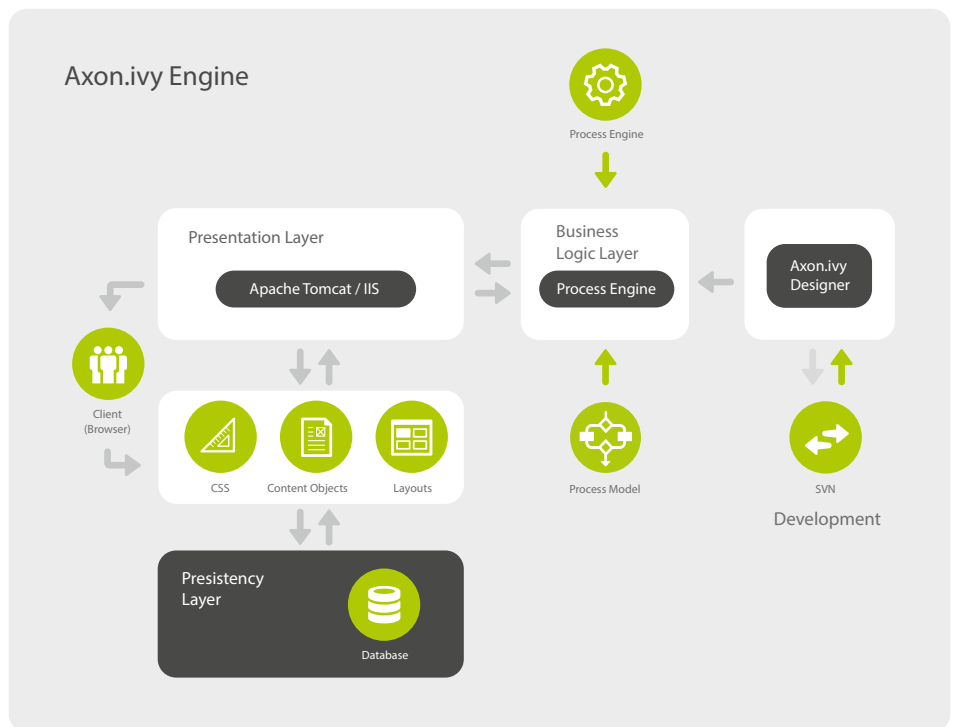 Axon.ivy Engine
Process Engine
Presentation Layer
Apache Tomcat / IIS
Business
Logic Layer
Process Engine
Axon.ivy
Designer
Client
(Browser)
CSS
Content Objects
Layouts
Process Model
SVN
Development
Presistency
Layer
Database